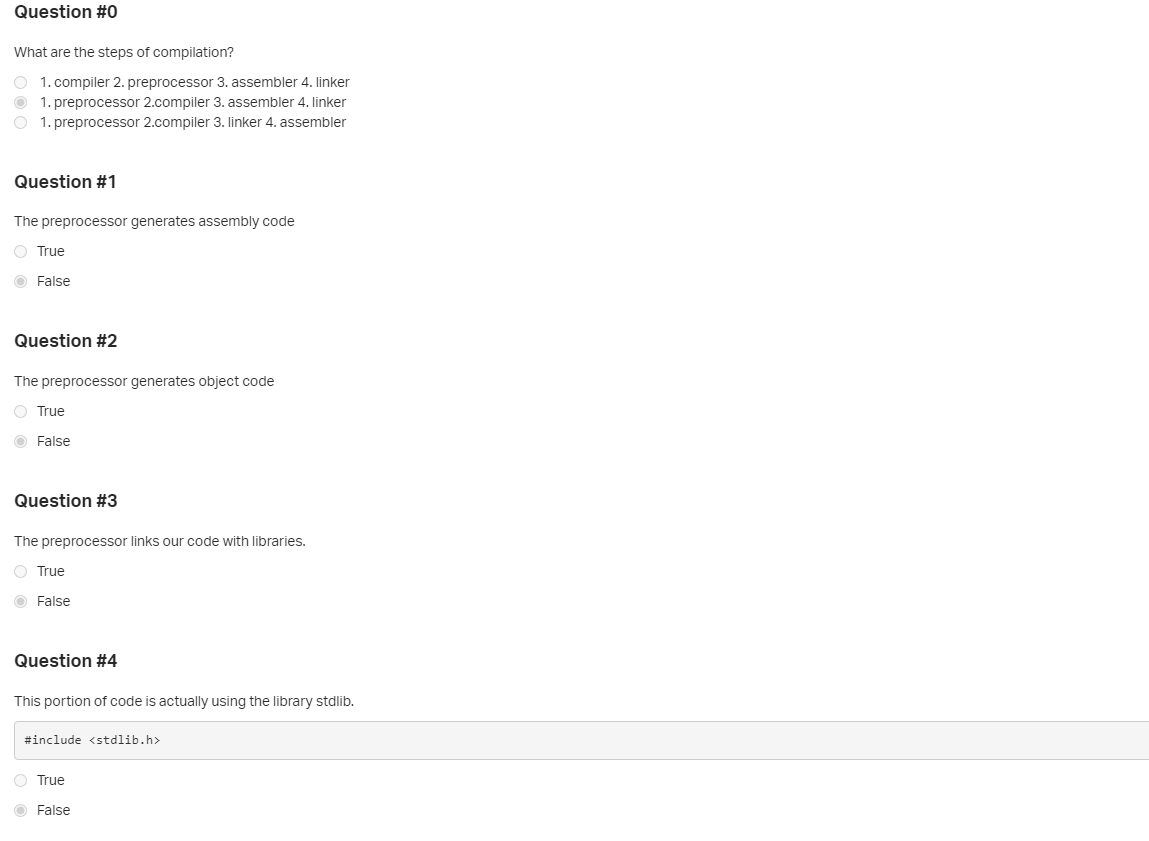 Question #0
What are the steps of compilation?
1. compiler 2. preprocessor 3. assembler 4. linker
1. preprocessor 2.compiler 3. assembler 4. linker
1. preprocessor 2.compiler 3. linker 4. assembler
Question #1
The preprocessor generates assembly code
True
False
Question #2
The preprocessor generates object code
True
False
Question #3
The preprocessor links our code with libraries.
True
False
Question #4
This portion of code is actually using the library stdlib.
#include <stdlib.h>
True
False